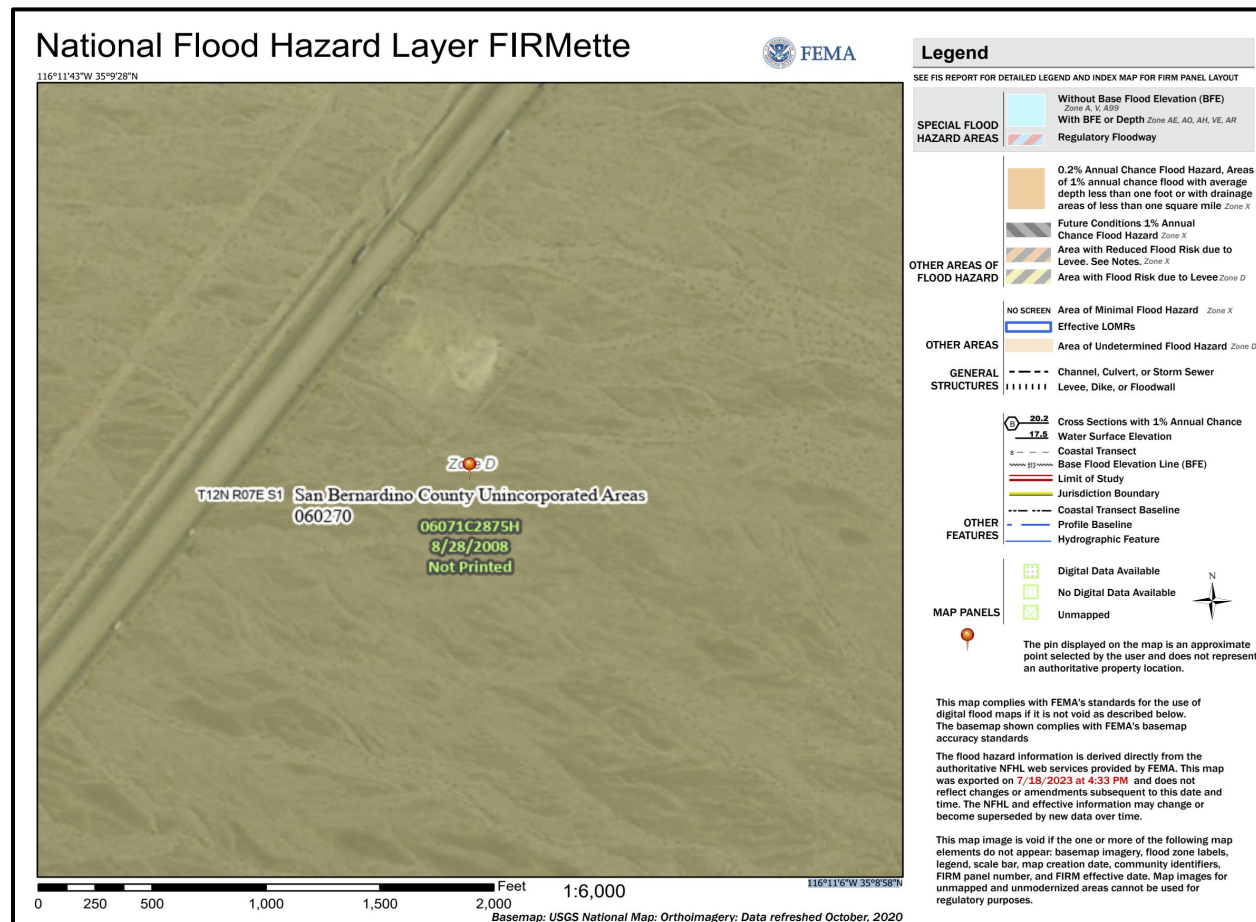 National Flood Hazard Layer FIRMette
FEMA
116°11'43"W 35°9'28"N
Zone D
T12N R07E S1
San Bernardino County Unincorporated Areas
060270
06071C2875H
8/28/2008
Not Printed
116°11'6"W 35°8'58"N
0 250 500 1,000 1,500 2,000
Feet
1:6,000
Basemap: USGS National Map: Orthoimagery: Data refreshed October, 2020
Legend
SEE FIS REPORT FOR DETAILED LEGEND AND INDEX MAP FOR FIRM PANEL LAYOUT
SPECIAL FLOOD
HAZARD AREAS
Without Base Flood Elevation (BFE)
Zone A, V, A99
With BFE or Depth Zone AE, AO, AH, VE, AR
Regulatory Floodway
OTHER AREAS OF
FLOOD HAZARD
0.2% Annual Chance Flood Hazard, Areas
of 1% annual chance flood with average
depth less than one foot or with drainage
areas of less than one square mile Zone X
Future Conditions 1% Annual
Chance Flood Hazard Zone X
Area with Reduced Flood Risk due to
Levee. See Notes. Zone X
Area with Flood Risk due to Levee Zone D
OTHER AREAS
NO SCREEN Area of Minimal Flood Hazard Zone X
Effective LOMRs
Area of Undetermined Flood Hazard Zone D
GENERAL
STRUCTURES
Channel, Culvert, or Storm Sewer
Levee, Dike, or Floodwall
OTHER
FEATURES
B 20.2 Cross Sections with 1% Annual Chance
17.5 Water Surface Elevation
8 Coastal Transect
513 Base Flood Elevation Line (BFE)
Limit of Study
Jurisdiction Boundary
Coastal Transect Baseline
Profile Baseline
Hydrographic Feature
MAP PANELS
Digital Data Available
No Digital Data Available
Unmapped
N
The pin displayed on the map is an approximate
point selected by the user and does not represent
an authoritative property location.
This map complies with FEMA's standards for the use of
digital flood maps if it is not void as described below.
The basemap shown complies with FEMA's basemap
accuracy standards
The flood hazard information is derived directly from the
authoritative NFHL web services provided by FEMA. This map
was exported on 7/18/2023 at 4:33 PM and does not
reflect changes or amendments subsequent to this date and
time. The NFHL and effective information may change or
become superseded by new data over time.
This map image is void if the one or more of the following map
elements do not appear: basemap imagery, flood zone labels,
legend, scale bar, map creation date, community identifiers,
FIRM panel number, and FIRM effective date. Map images for
unmapped and unmodernized areas cannot be used for
regulatory purposes.